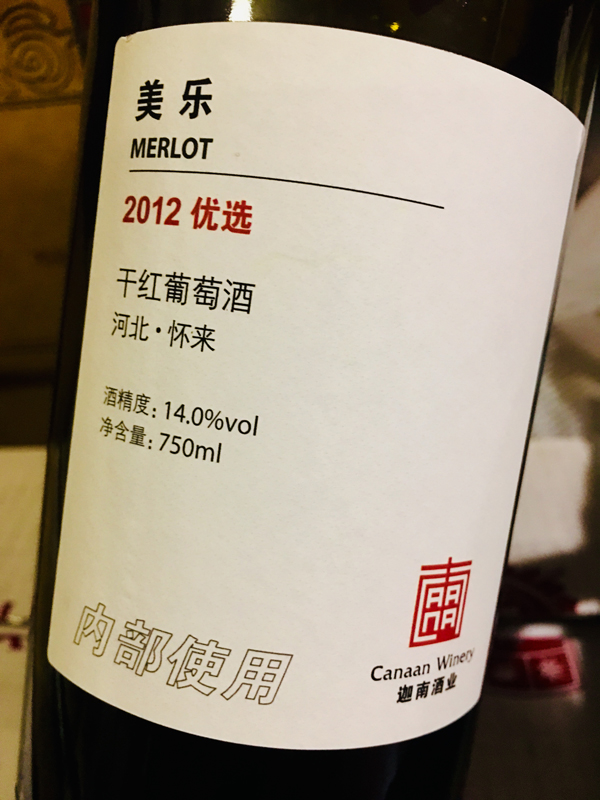 美乐
MERLOT
2012 优选
干红葡萄酒
河北·怀来
酒精度: 14.0%vol
净含量: 750ml
内部使用
Canaan Winery
迦南酒业